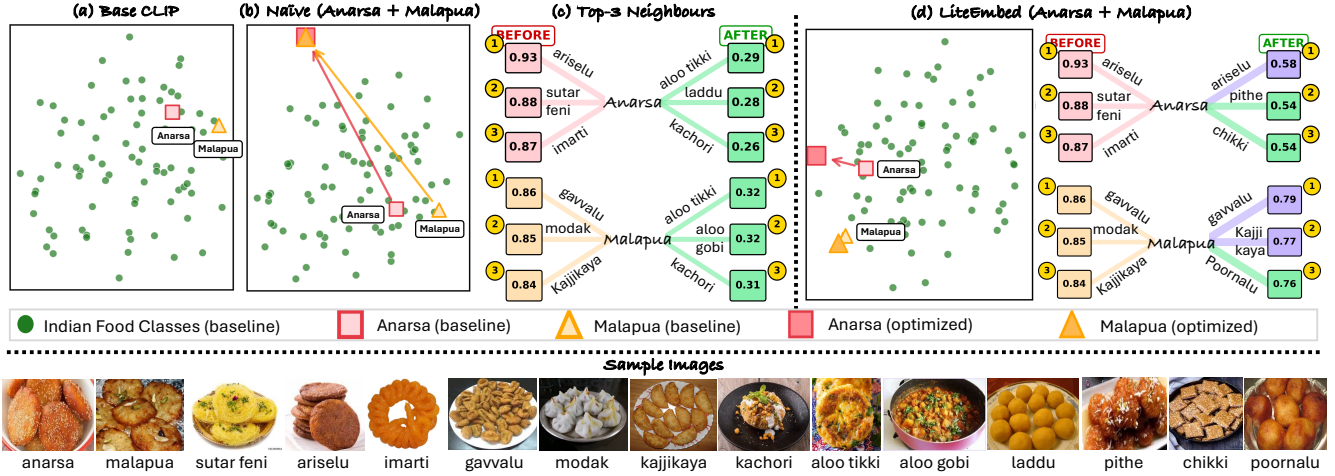 (a) Base CLIP
(b) Naïve (Anarsa + Malapua)
(c) Top-3 Neighbours
(d) LiteEmbed (Anarsa + Malapua)
Anarsa
Malapua
Anarsa
Malapua
BEFORE
AFTER
1
0.93
ariselu
aloo tikki
0.29
1
2
0.88
sutar
feni
Anarsa
laddu
0.28
2
3
0.87
imarti
kachori
0.26
3
1
0.86
gavvalu
aloo tikki
0.32
1
2
0.85
modak
Malapua
aloo
gobi
0.32
2
3
0.84
Kajjikaya
kachori
0.31
3
Anarsa
Malapua
BEFORE
AFTER
1
0.93
ariselu
ariselu
0.58
1
2
0.88
sutar
feni
Anarsa
pithe
0.54
2
3
0.87
imarti
chikki
0.54
3
1
0.86
gavvalu
gavvalu
0.79
1
2
0.85
modak
Malapua
Kajji
kaya
0.77
2
3
0.84
Kajjikaya
Poornalu
0.76
3
Indian Food Classes (baseline)
Anarsa (baseline)
Malapua (baseline)
Anarsa (optimized)
Malapua (optimized)
Sample Images
anarsa malapua sutar feni ariselu imarti gavvalu modak kajjikaya kachori aloo tikki aloo gobi laddu pithe chikki poornalu